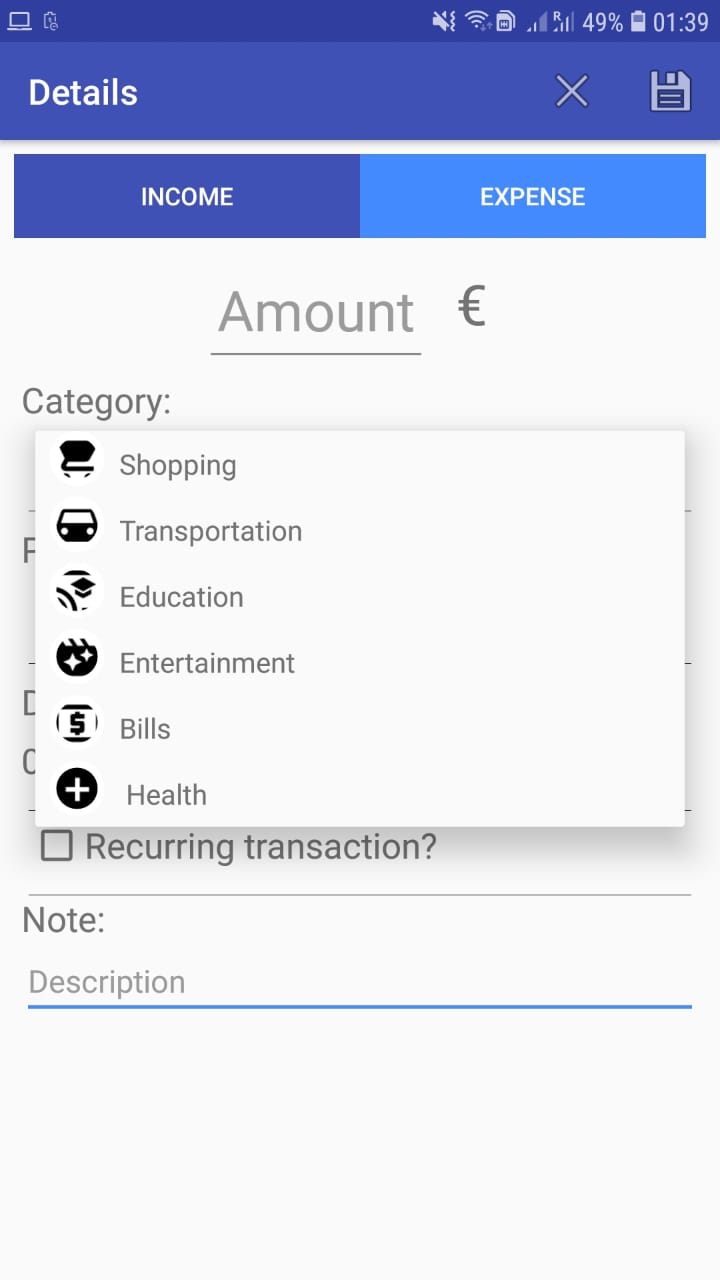 49% 01:39
Details
INCOME EXPENSE
Amount €
Category:
Shopping
Transportation
Education
Entertainment
Bills
Health
Recurring transaction?
Note:
Description